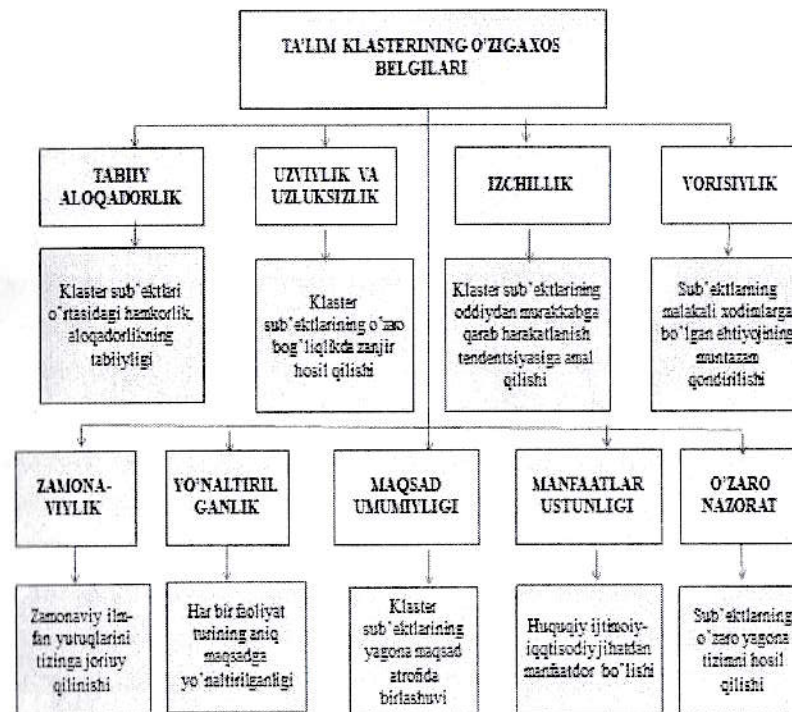 TA'LIM KLASTERINING O'ZIGAXOS
BELGILARI
TABIIY
ALOQADORLIK
UZVIYLIK VA
UZLUKSIZLIK
IZCHILLIK
VORISIYLIK
Klaster sub'ektlari
o'rtasidagi hamkorlik,
aloqadorlikning
tabiiyligi
Klaster
sub'ektlarining o'zaro
bog'liqlikda zanjir
hosil qilishi
Klaster sub'ektlarining
oddiydan murakkabga
qarab harakatlanish
tendentsiyasiga amal
qilishi
Sub'ektlarning
malakali xodimlarga
bo'lgan ehtiyojining
muntazam
qondirilishi
ZAMONA-
VIYLIK
YO'NALTIRIL
GANLIK
MAQSAD
UMUMIYLIGI
MANFAATLAR
USTUNLIGI
O'ZARO
NAZORAT
Zamonaviy ilm-
fan yutuqlarini
tizinga joriuy
qilinishi
Har bir faoliyat
turining aniq
maqsadga
yo'naltirilganligi
Klaster
sub'ektlarining
yagona maqsad
atrofida
birlashuvi
Huquqiy ijtimoiy-
iqqtisodiy jihatdan
manfaatdor bo'lishi
Sub'ektlarning
o'zaro yagona
tizimni hosil
qilishi